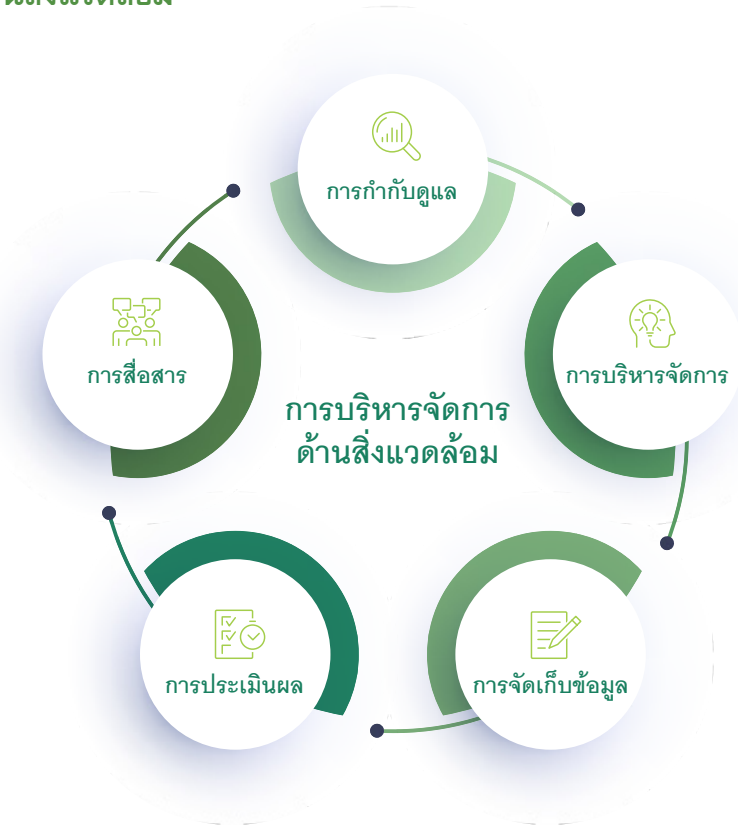 การกำกับดูแล
การสื่อสาร
การบริหารจัดการ
การบริหารจัดการ
ด้านสิ่งแวดล้อม
การประเมินผล
การจัดเก็บข้อมูล